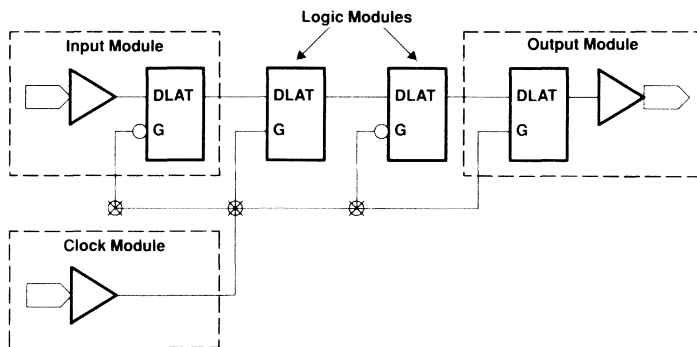 Logic Modules
Input Module
Output Module
DLAT
G
DLAT
G
DLAT
G
DLAT
G
Clock Module